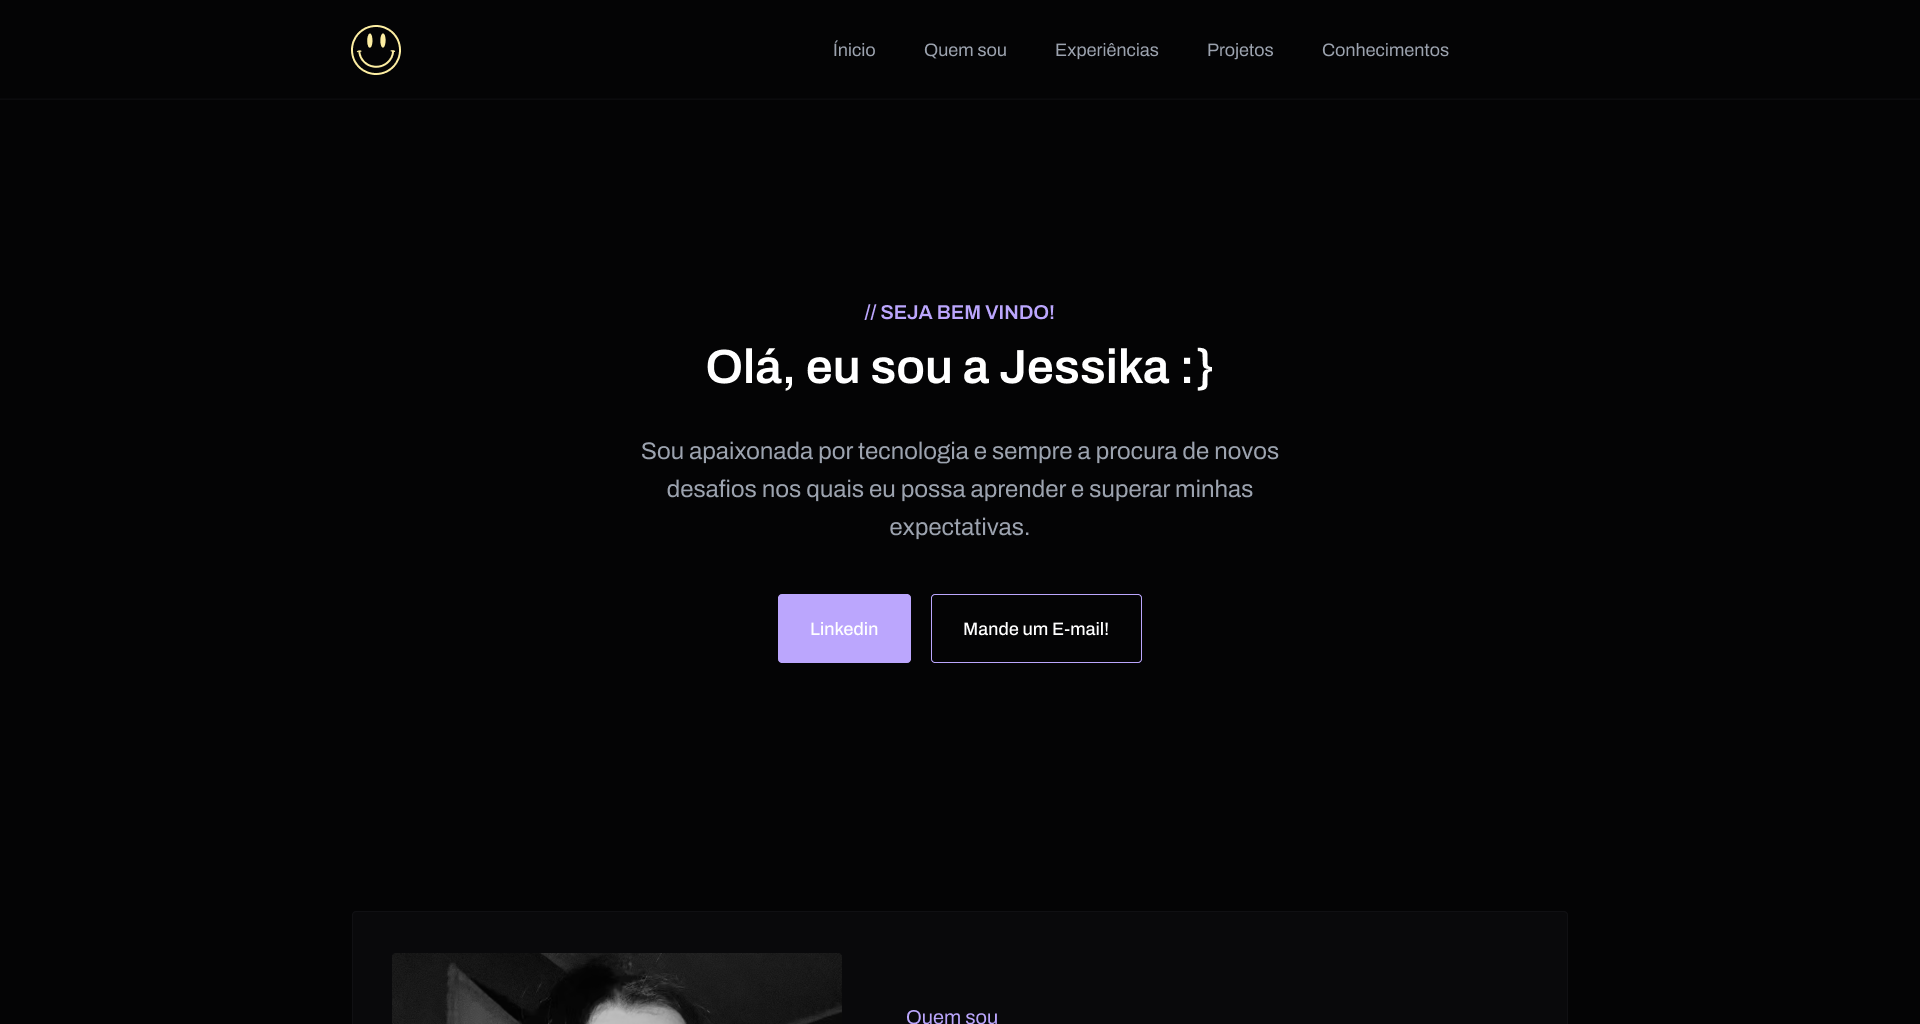 Ínicio
Quem sou
Experiências
Projetos
Conhecimentos
// SEJA BEM VINDO!
Olá, eu sou a Jessika :}
Sou apaixonada por tecnologia e sempre a procura de novos
desafios nos quais eu possa aprender e superar minhas
expectativas.
Linkedin
Mande um E-mail!
Quem sou